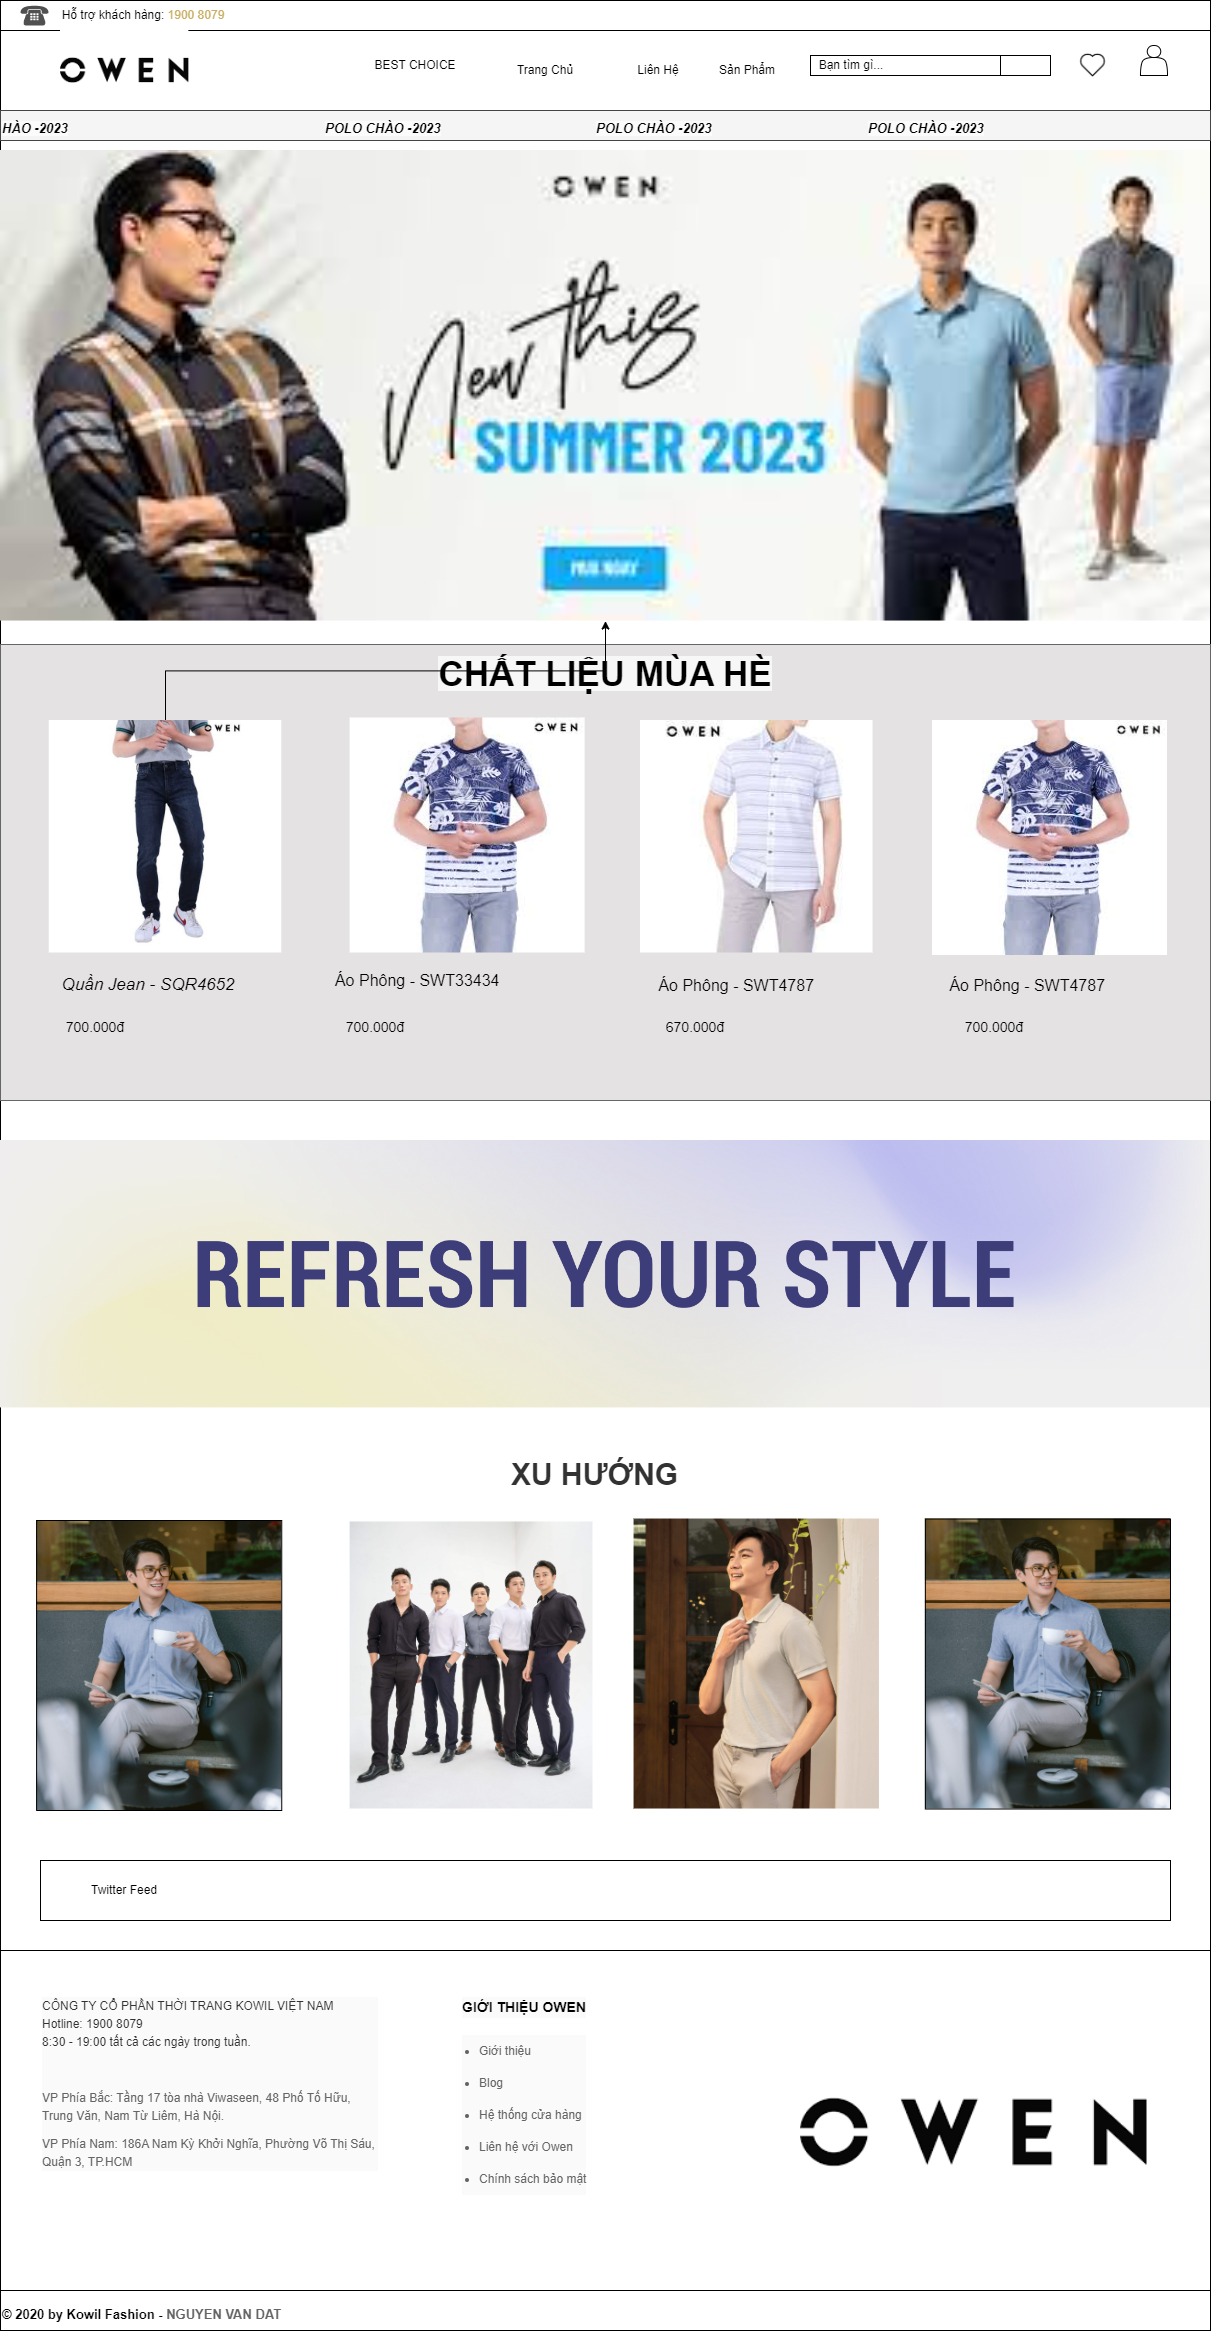 Hỗ trợ khách hàng: 1900 8079
OWEN
BEST CHOICE
Trang Chủ
Liên Hệ
Sản Phẩm
Bạn tìm gì...
HÀO -2023
POLO CHÀO -2023
POLO CHÀO -2023
POLO CHÀO -2023
OWEN
New This
SUMMER 2023
MUA NGAY
CHẤT LIỆU MÙA HÈ
OWEN
OWEN
OWEN
OWEN
Quần Jean - SQR4652
Áo Phông - SWT33434
Áo Phông - SWT4787
Áo Phông - SWT4787
700.000đ
700.000đ
670.000đ
700.000đ
REFRESH YOUR STYLE
XU HƯỚNG
Twitter Feed
CÔNG TY CỔ PHẦN THỜI TRANG KOWIL VIỆT NAM
Hotline: 1900 8079
8:30 - 19:00 tất cả các ngày trong tuần.
VP Phía Bắc: Tầng 17 tòa nhà Viwaseen, 48 Phố Tố Hữu,
Trung Văn, Nam Từ Liêm, Hà Nội.
VP Phía Nam: 186A Nam Kỳ Khởi Nghĩa, Phường Võ Thị Sáu,
Quận 3, TP.HCM
GIỚI THIỆU OWEN
• Giới thiệu
• Blog
• Hệ thống cửa hàng
• Liên hệ với Owen
• Chính sách bảo mật
OWEN
© 2020 by Kowil Fashion - NGUYEN VAN DAT